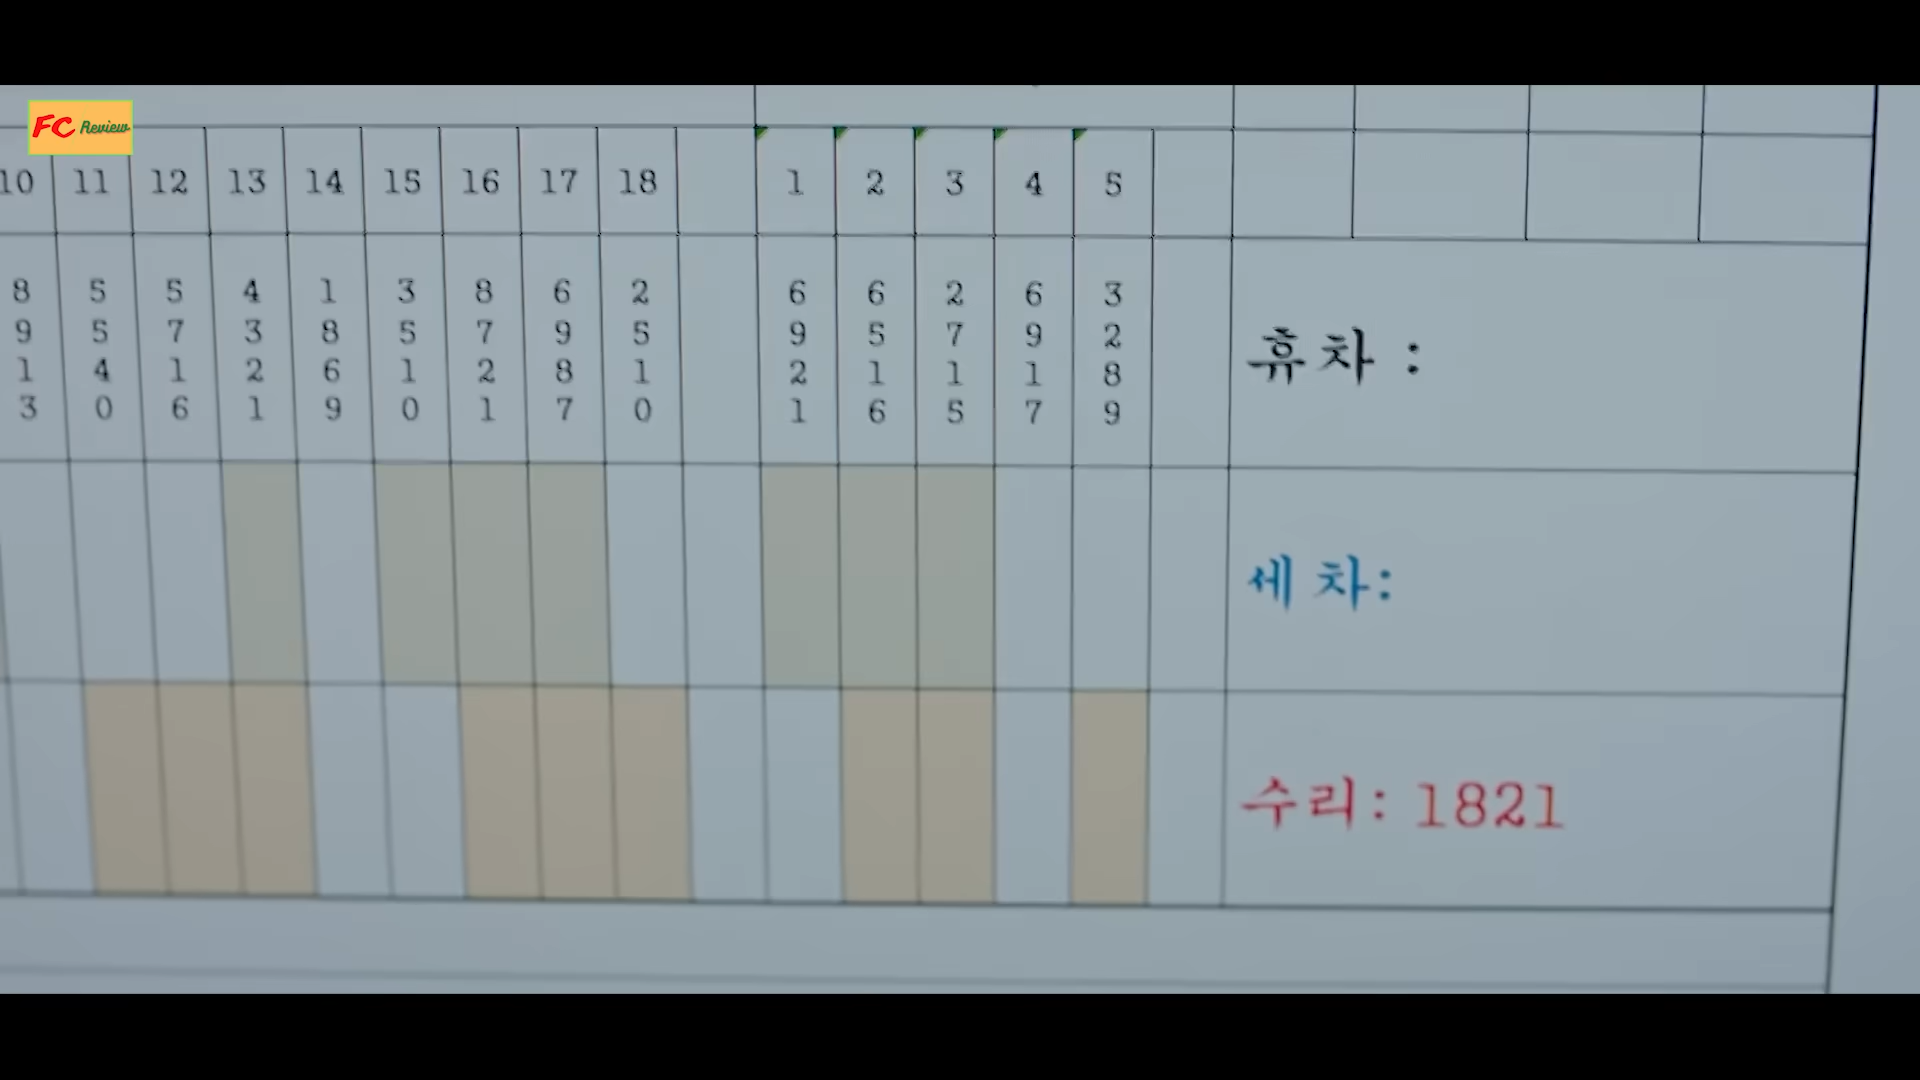 FC Review
10 11 12 13 14 15 16 17 18 1 2 3 4 5
8 5 5 4 1 3 8 6 2 6 6 2 6 3
9 5 7 3 8 5 7 9 5 9 5 7 9 2
1 4 1 2 6 1 2 8 1 2 1 1 1 8
3 0 6 1 9 0 1 7 0 1 6 5 7 9
휴차 :
세차:
수리: 1821